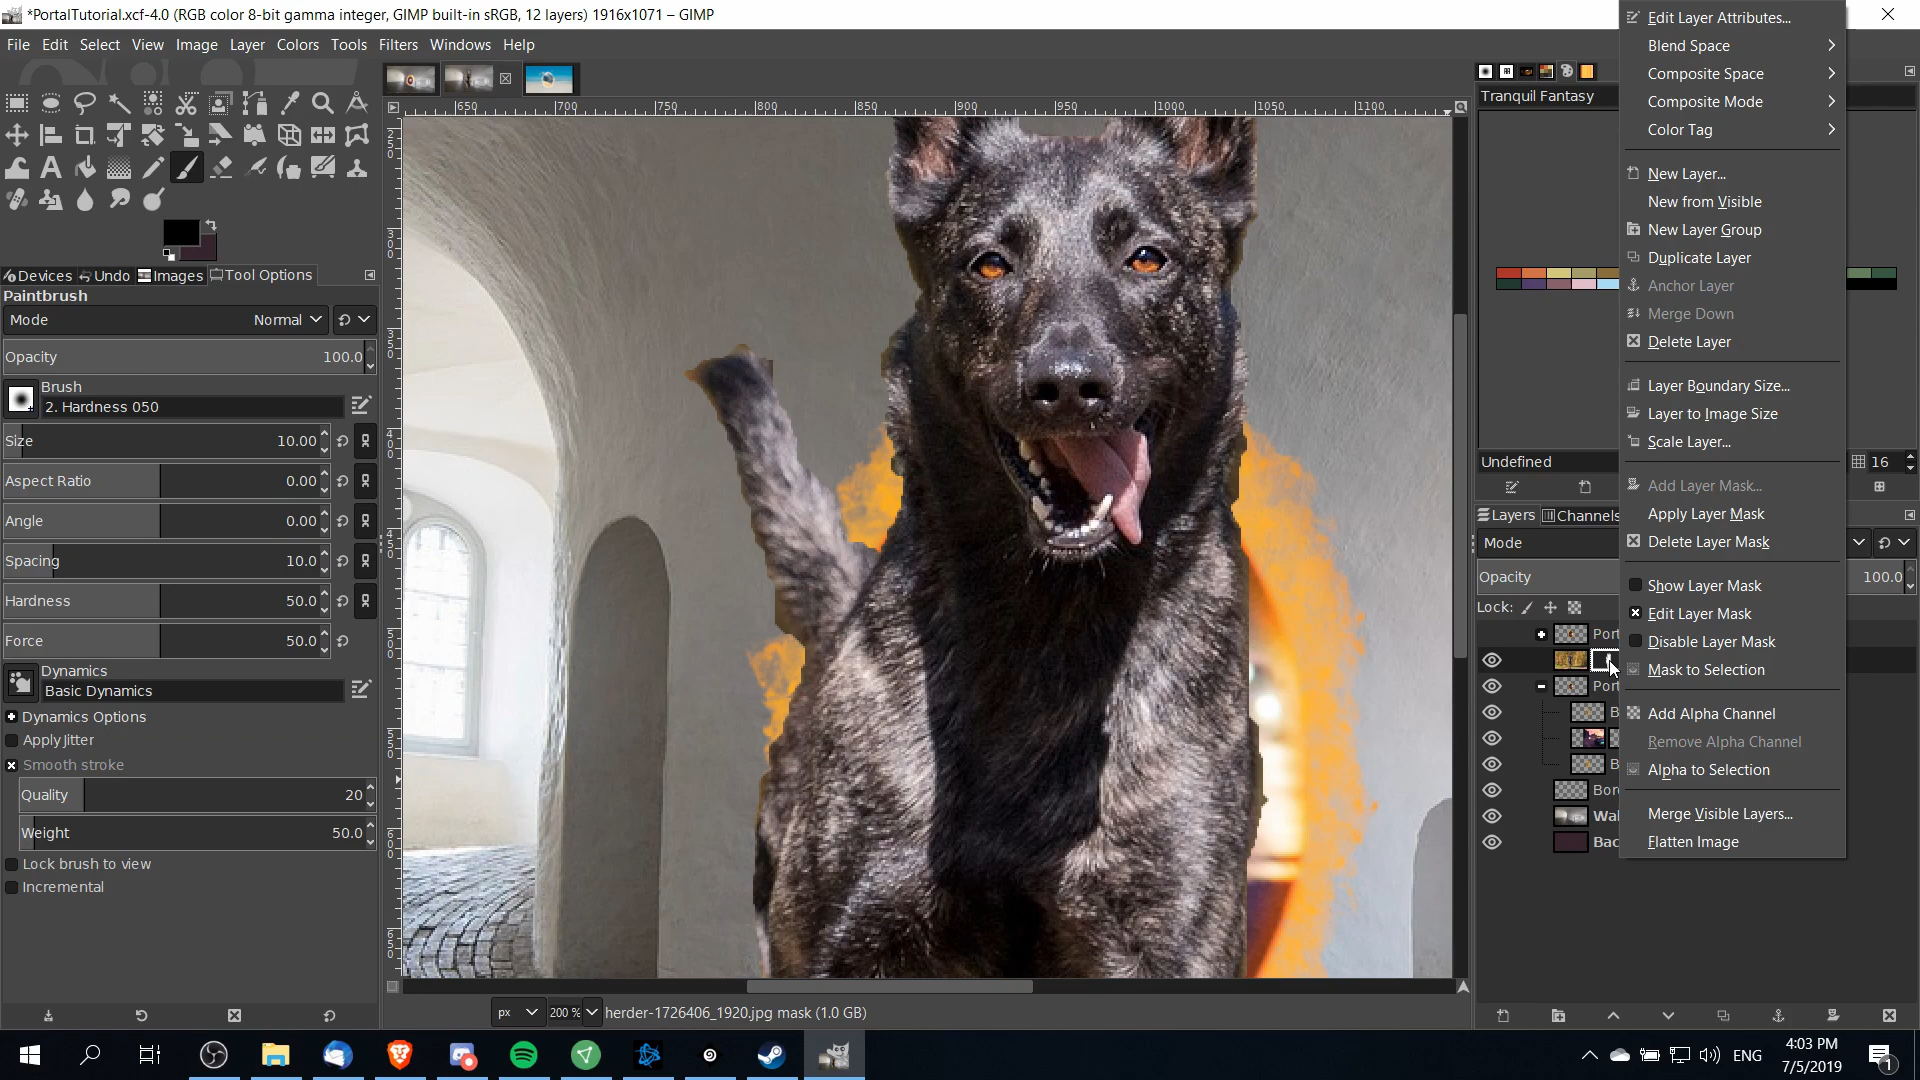 *PortalTutorial.xcf-4.0 (RGB color 8-bit gamma integer, GIMP built-in sRGB, 12 layers) 1916x1071 – GIMP
File Edit Select View Image Layer Colors Tools Filters Windows Help
650 700 750 800 850 900 950 1000 1050 1100
Devices Undo Images Tool Options
Paintbrush
Mode Normal
Opacity 100.0
Brush
2. Hardness 050
Size 10.00
Aspect Ratio 0.00
Angle 0.00
Spacing 10.0
Hardness 50.0
Force 50.0
Dynamics
Basic Dynamics
Dynamics Options
Apply Jitter
Smooth stroke
Quality 20
Weight 50.0
Lock brush to view
Incremental
px 200 % herder-1726406_1920.jpg mask (1.0 GB)
Tranquil Fantasy
Undefined 16
Layers Channels
Mode
Opacity 100.0
Lock:
Port
Port
B
B
Bor
Wal
Bac
Edit Layer Attributes...
Blend Space
Composite Space
Composite Mode
Color Tag
New Layer...
New from Visible
New Layer Group
Duplicate Layer
Anchor Layer
Merge Down
Delete Layer
Layer Boundary Size...
Layer to Image Size
Scale Layer...
Add Layer Mask...
Apply Layer Mask
Delete Layer Mask
Show Layer Mask
Edit Layer Mask
Disable Layer Mask
Mask to Selection
Add Alpha Channel
Remove Alpha Channel
Alpha to Selection
Merge Visible Layers...
Flatten Image
ENG
4:03 PM
7/5/2019
1